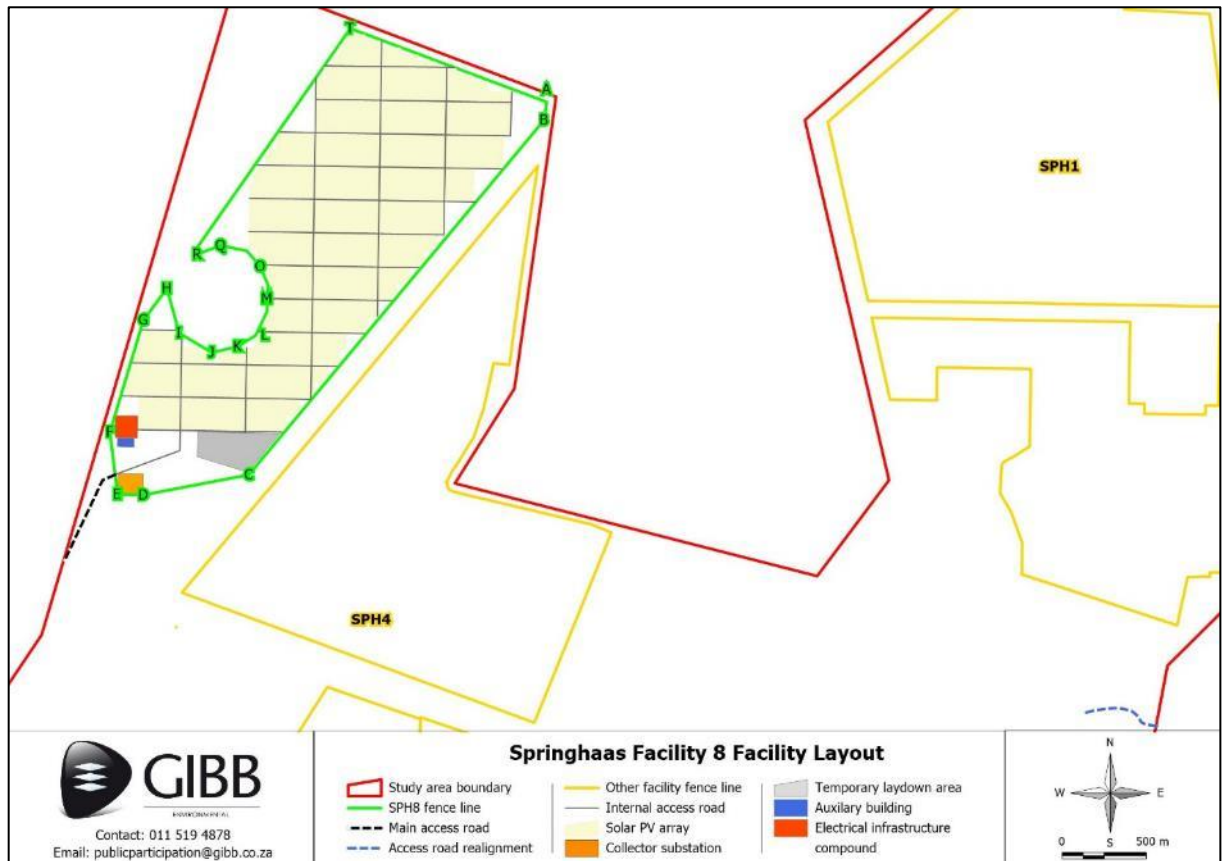 T
A
B
SPH1
R
Q
O
H
M
G
I
L
J
K
F
C
E
D
SPH4
GIBB
ENVIRONMENTAL
Contact: 011 519 4878
Email: publicparticipation@gibb.co.za
Springhaas Facility 8 Facility Layout
Study area boundary
SPH8 fence line
Main access road
Access road realignment
Other facility fence line
Internal access road
Solar PV array
Collector substation
Temporary laydown area
Auxilary building
Electrical infrastructure
compound
N
W
E
S
0
500 m